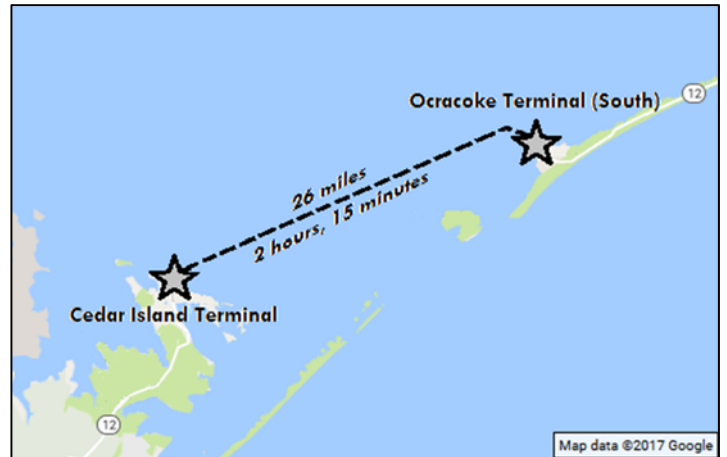 12
Ocracoke Terminal (South)
26 miles
2 hours, 15 minutes
Cedar Island Terminal
12
Map data ©2017 Google